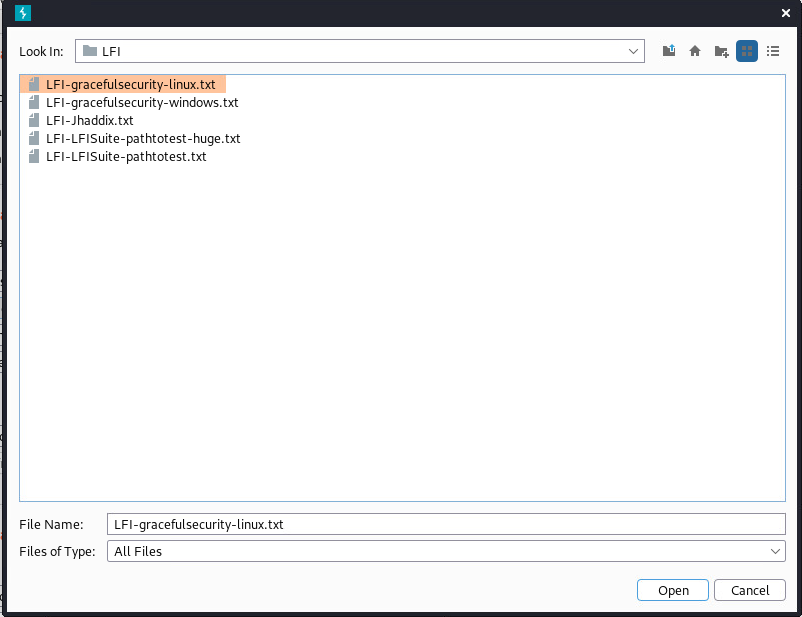 Look In: LFI
LFI-gracefulsecurity-linux.txt
LFI-gracefulsecurity-windows.txt
LFI-Jhaddix.txt
LFI-LFISuite-pathtotest-huge.txt
LFI-LFISuite-pathtotest.txt
File Name: LFI-gracefulsecurity-linux.txt
Files of Type: All Files
Open Cancel